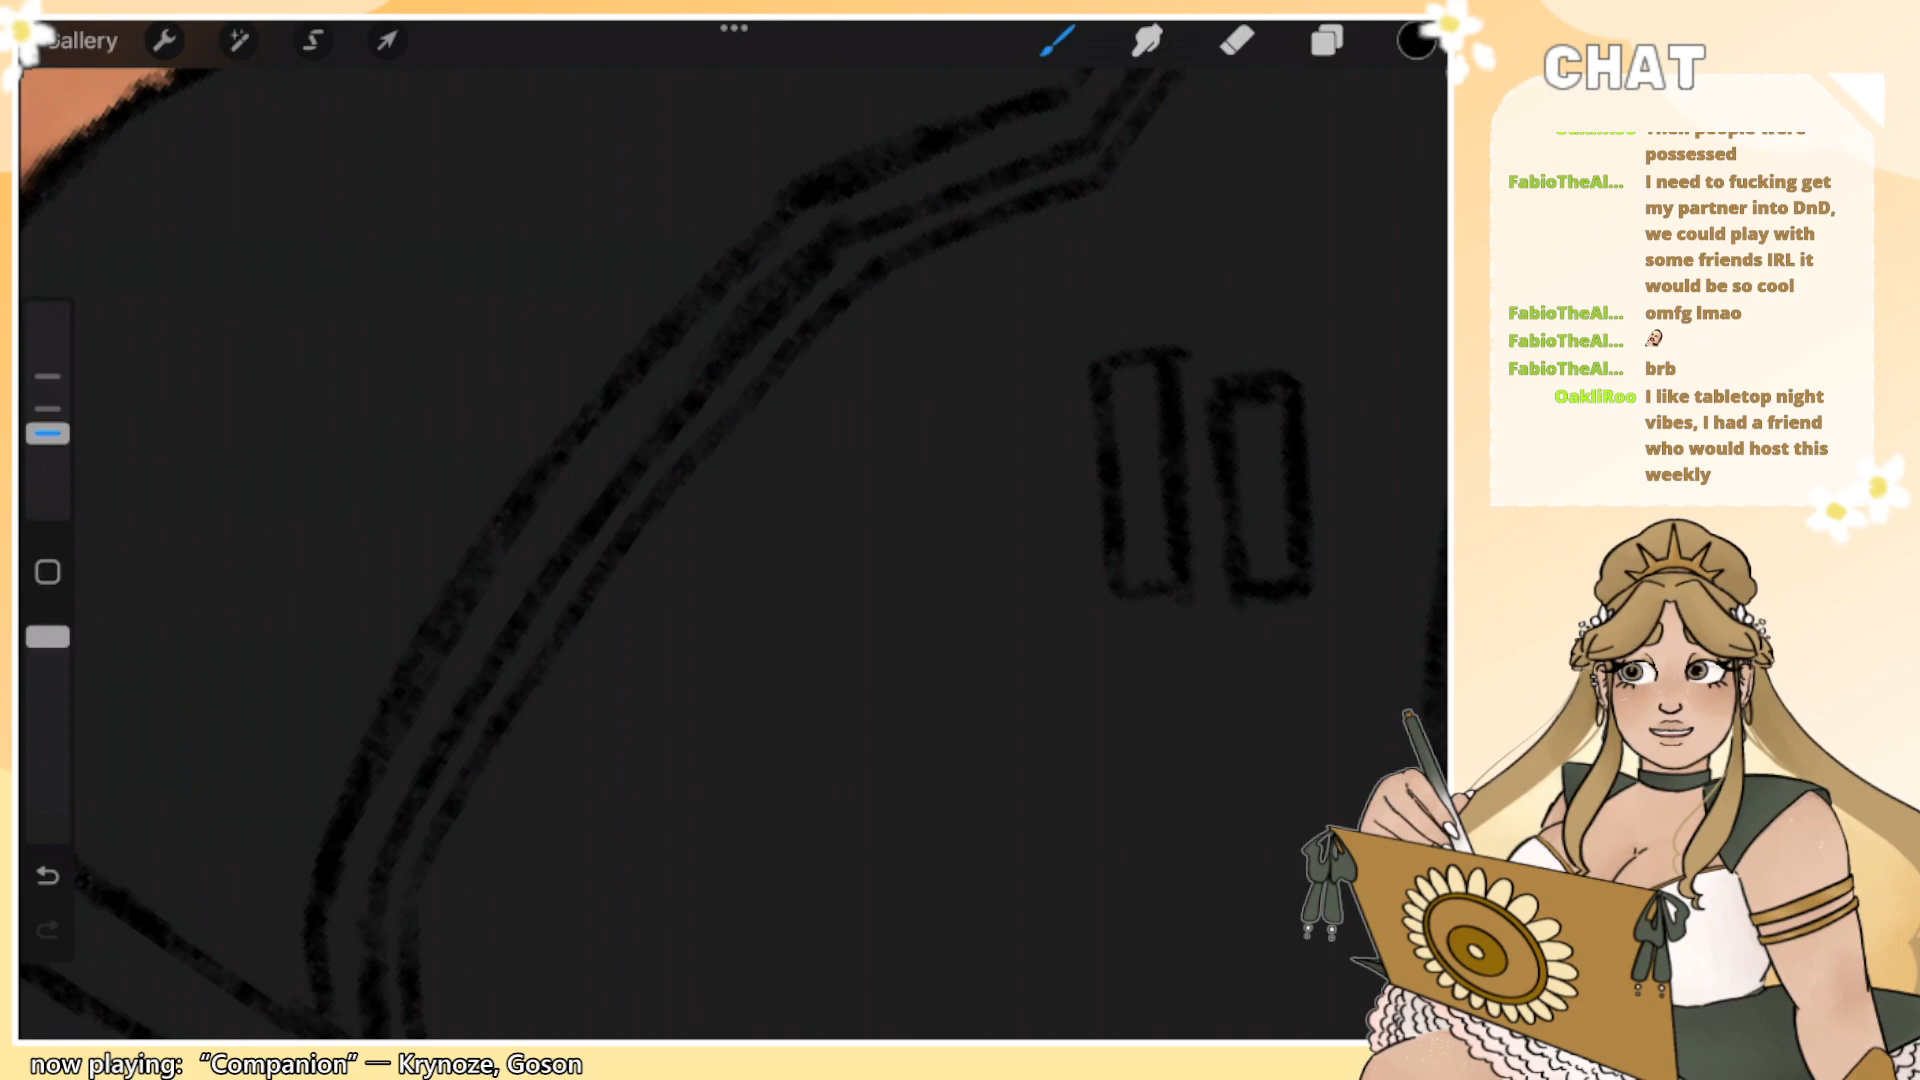 Gallery
CHAT
possessed
FabioTheAl... I need to fucking get
my partner into DnD,
we could play with
some friends IRL it
would be so cool
FabioTheAl... omfg lmao
FabioTheAl...
FabioTheAl... brb
OakliRoo I like tabletop night
vibes, I had a friend
who would host this
weekly
now playing: “Companion” — Krynoze, Goson